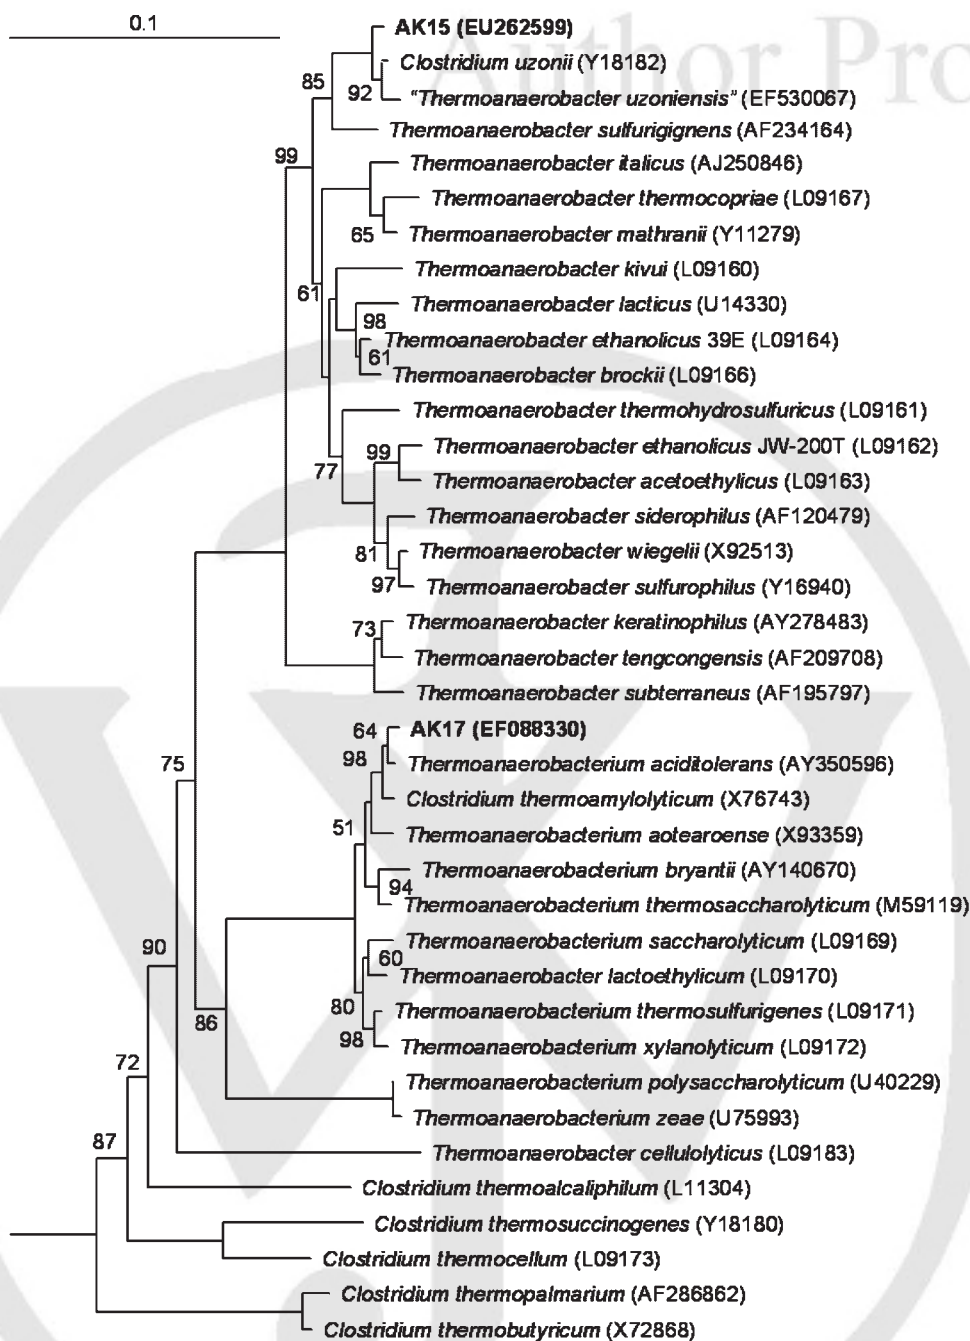 Author Pro
0.1
AK15 (EU262599)
Clostridium uzonii (Y18182)
85
92
"Thermoanaerobacter uzoniensis" (EF530067)
Thermoanaerobacter sulfurigignens (AF234164)
99
Thermoanaerobacter italicus (AJ250846)
Thermoanaerobacter thermocopriae (L09167)
65
Thermoanaerobacter mathranii (Y11279)
Thermoanaerobacter kivui (L09160)
61
Thermoanaerobacter lacticus (U14330)
98
Thermoanaerobacter ethanolicus 39E (L09164)
61
Thermoanaerobacter brockii (L09166)
Thermoanaerobacter thermohydrosulfuricus (L09161)
Thermoanaerobacter ethanolicus JW-200T (L09162)
99
77
Thermoanaerobacter acetoethylicus (L09163)
Thermoanaerobacter siderophilus (AF120479)
81
Thermoanaerobacter wiegelii (X92513)
97
Thermoanaerobacter sulfurophilus (Y16940)
Thermoanaerobacter keratinophilus (AY278483)
73
Thermoanaerobacter tengcongensis (AF209708)
Thermoanaerobacter subterraneus (AF195797)
64
AK17 (EF088330)
75
98
Thermoanaerobacterium aciditolerans (AY350596)
Clostridium thermoamylolyticum (X76743)
51
Thermoanaerobacterium aotearoense (X93359)
Thermoanaerobacterium bryantii (AY140670)
94
Thermoanaerobacterium thermosaccharolyticum (M59119)
90
Thermoanaerobacterium saccharolyticum (L09169)
60
Thermoanaerobacter lactoethylicum (L09170)
80
86
Thermoanaerobacterium thermosulfurigenes (L09171)
98
Thermoanaerobacterium xylanolyticum (L09172)
72
Thermoanaerobacterium polysaccharolyticum (U40229)
Thermoanaerobacterium zeae (U75993)
87
Thermoanaerobacter cellulolyticus (L09183)
Clostridium thermoalcaliphilum (L11304)
Clostridium thermosuccinogenes (Y18180)
Clostridium thermocellum (L09173)
Clostridium thermopalmarium (AF286862)
Clostridium thermobutyricum (X72868)